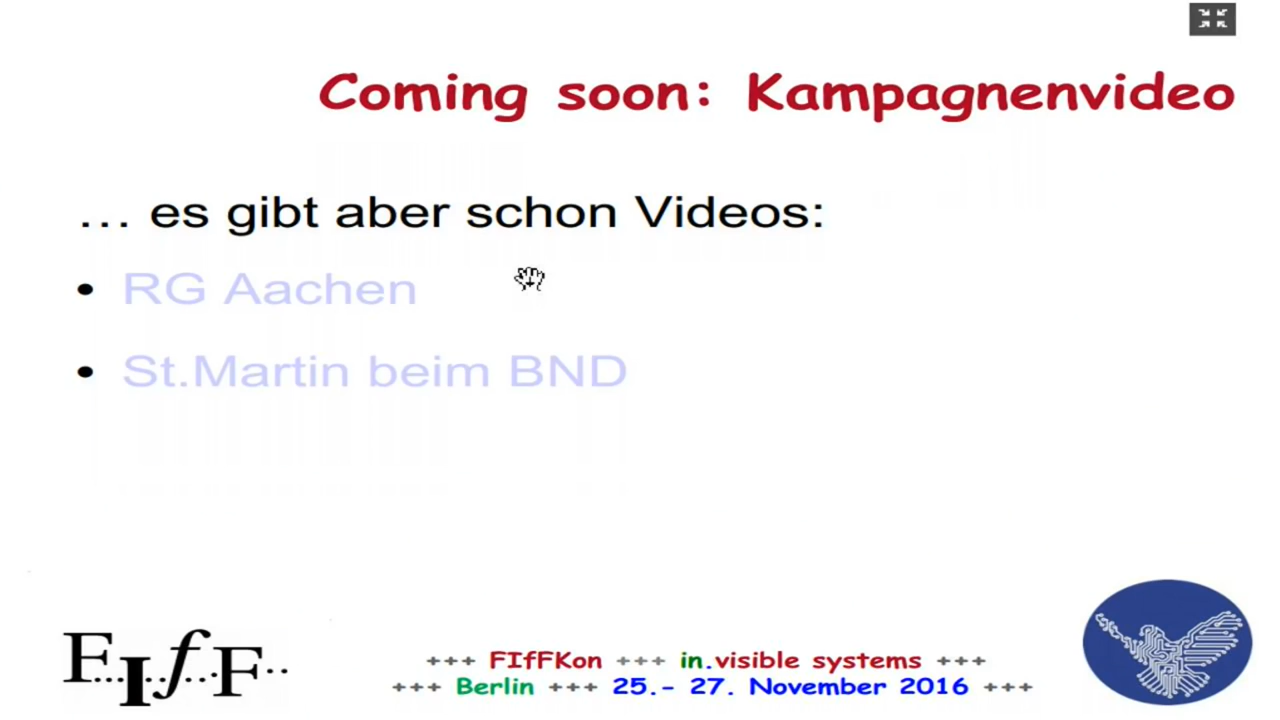 Coming soon: Kampagnenvideo
… es gibt aber schon Videos:
• RG Aachen
• St.Martin beim BND
FIfF..
+++ FIfFKon +++ in.visible systems +++
+++ Berlin +++ 25.- 27. November 2016 +++